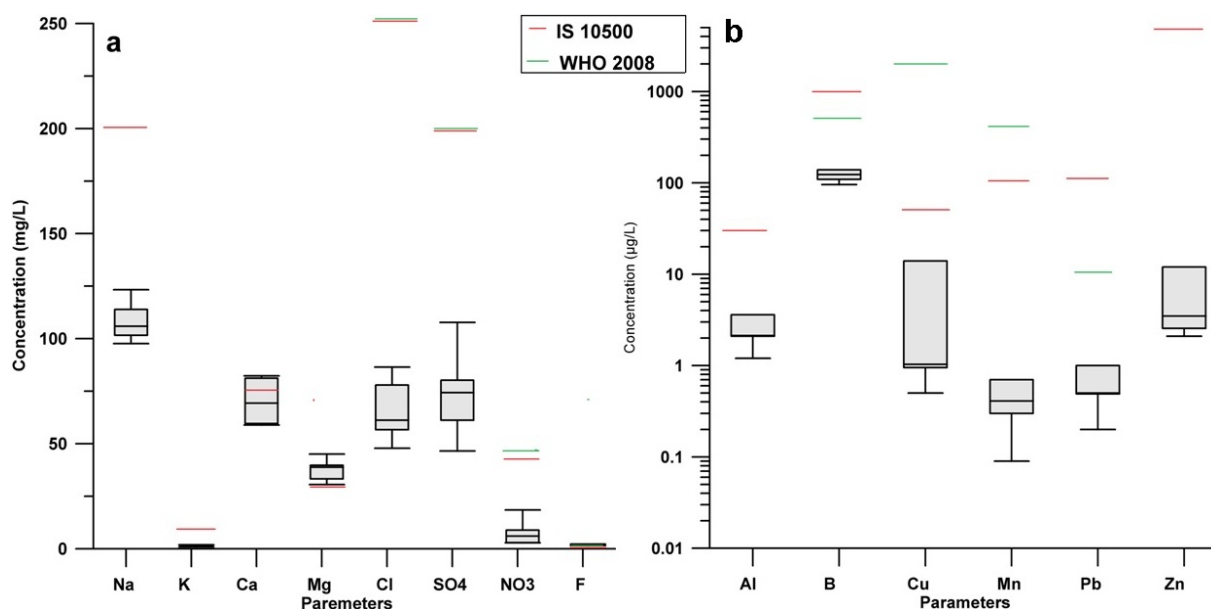 a
IS 10500
WHO 2008
Concentration (mg/L)
250
200
150
100
50
0
Na K Ca Mg Cl SO4 NO3 F
Paremeters
b
Concentration (µg/L)
1000
100
10
1
0.1
0.01
Al B Cu Mn Pb Zn
Parameters